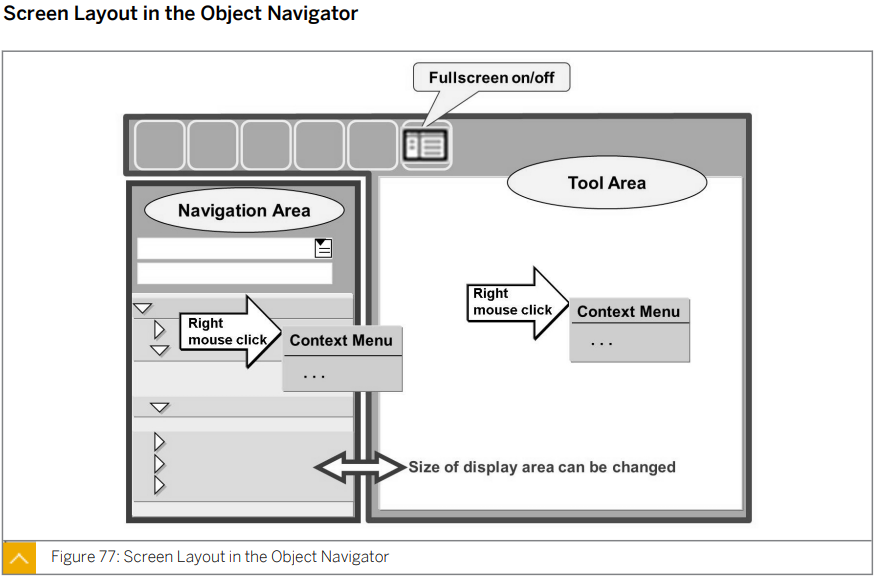 Screen Layout in the Object Navigator
Fullscreen on/off
Tool Area
Navigation Area
Right
mouse click
Context Menu
...
Right
mouse click
Context Menu
...
Size of display area can be changed
Figure 77: Screen Layout in the Object Navigator